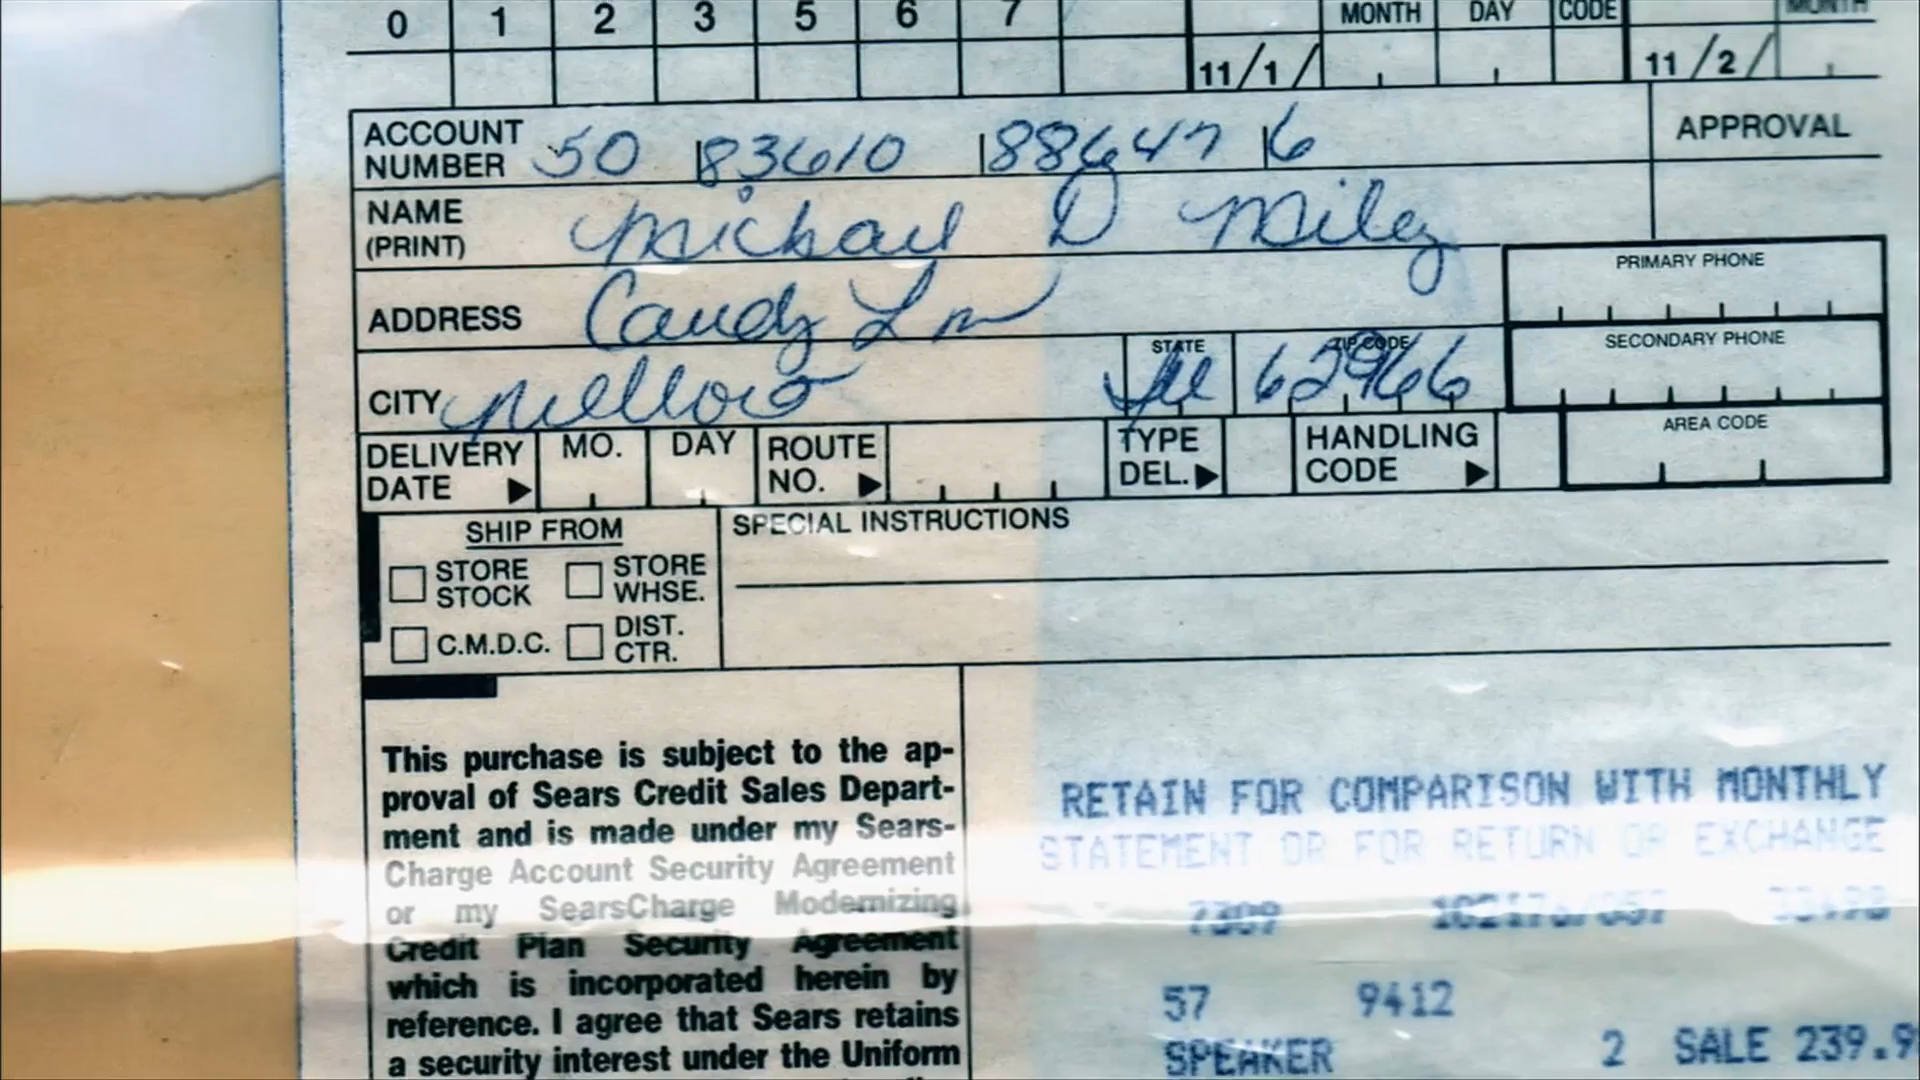 0 1 2 3 5 6 7
MONTH DAY CODE MONTH
11/1/ 11/2/
ACCOUNT NUMBER 50 83610 88647 6
APPROVAL
NAME (PRINT) Michael D Miley
PRIMARY PHONE
ADDRESS Candy Ln
SECONDARY PHONE
CITY STATE Ill ZIP CODE 62966
AREA CODE
DELIVERY DATE MO. DAY ROUTE NO. TYPE DEL. HANDLING CODE
SHIP FROM
SPECIAL INSTRUCTIONS
STORE STOCK STORE WHSE.
C.M.D.C. DIST. CTR.
This purchase is subject to the ap-
proval of Sears Credit Sales Depart-
ment and is made under my Sears-
Charge Account Security Agreement
or my SearsCharge Modernizing
Credit Plan Security Agreement
which is incorporated herein by
reference. I agree that Sears retains
a security interest under the Uniform
RETAIN FOR COMPARISON WITH MONTHLY
STATEMENT OR FOR RETURN OR EXCHANGE
7309
57 9412
SPEAKER 2 SALE 239.9